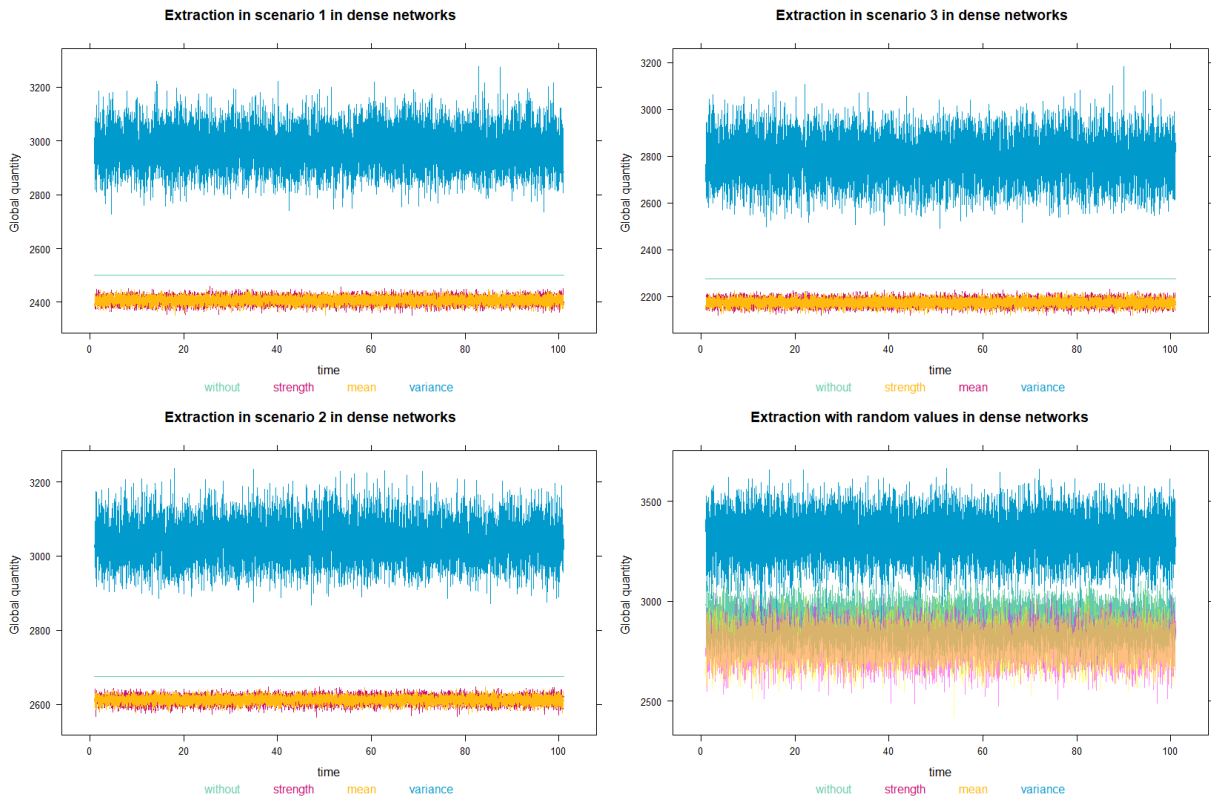 Extraction in scenario 1 in dense networks
Global quantity
3200
3000
2800
2600
2400
0 20 40 60 80 100
time
without strength mean variance
Extraction in scenario 3 in dense networks
Global quantity
3200
3000
2800
2600
2400
2200
0 20 40 60 80 100
time
without strength mean variance
Extraction in scenario 2 in dense networks
Global quantity
3200
3000
2800
2600
0 20 40 60 80 100
time
without strength mean variance
Extraction with random values in dense networks
Global quantity
3500
3000
2500
0 20 40 60 80 100
time
without strength mean variance